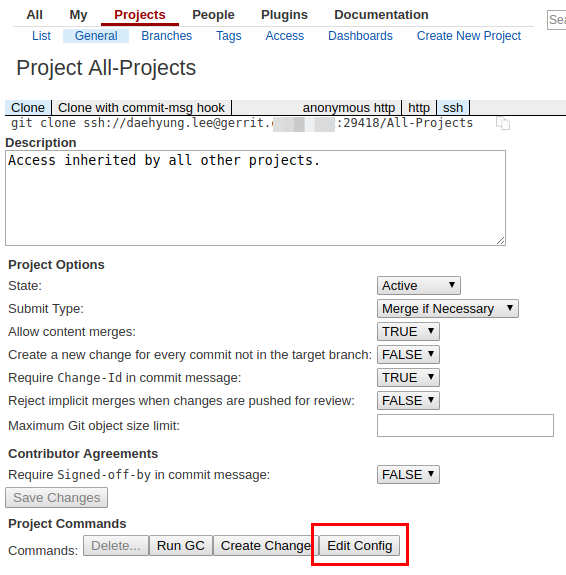 All My Projects People Plugins Documentation
List General Branches Tags Access Dashboards Create New Project
Sea
Project All-Projects
Clone Clone with commit-msg hook anonymous http http ssh
git clone ssh://daehyung.lee@gerrit. :29418/All-Projects
Description
Access inherited by all other projects.
Project Options
State: Active
Submit Type: Merge if Necessary
Allow content merges: TRUE
Create a new change for every commit not in the target branch: FALSE
Require Change-Id in commit message: TRUE
Reject implicit merges when changes are pushed for review: FALSE
Maximum Git object size limit:
Contributor Agreements
Require Signed-off-by in commit message: FALSE
Save Changes
Project Commands
Commands: Delete... Run GC Create Change Edit Config